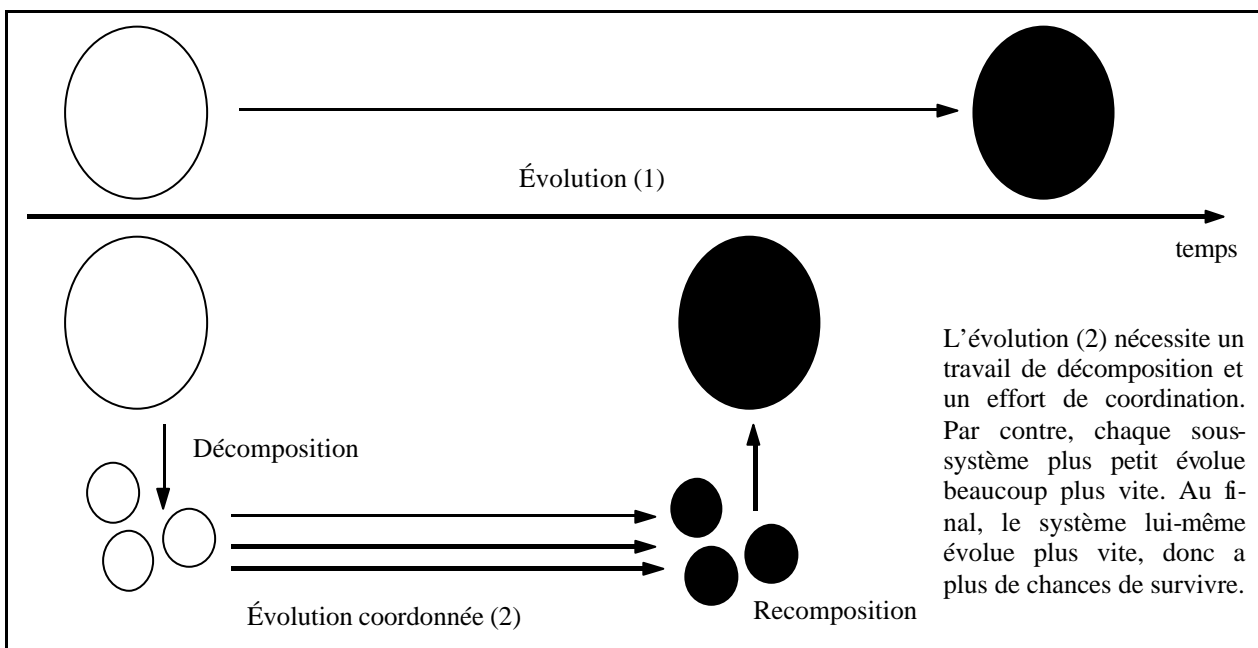 Évolution (1)
temps
L'évolution (2) nécessite un
travail de décomposition et
un effort de coordination.
Par contre, chaque sous-
système plus petit évolue
beaucoup plus vite. Au fi-
nal, le système lui-même
évolue plus vite, donc a
plus de chances de survivre.
Décomposition
Évolution coordonnée (2)
Recomposition